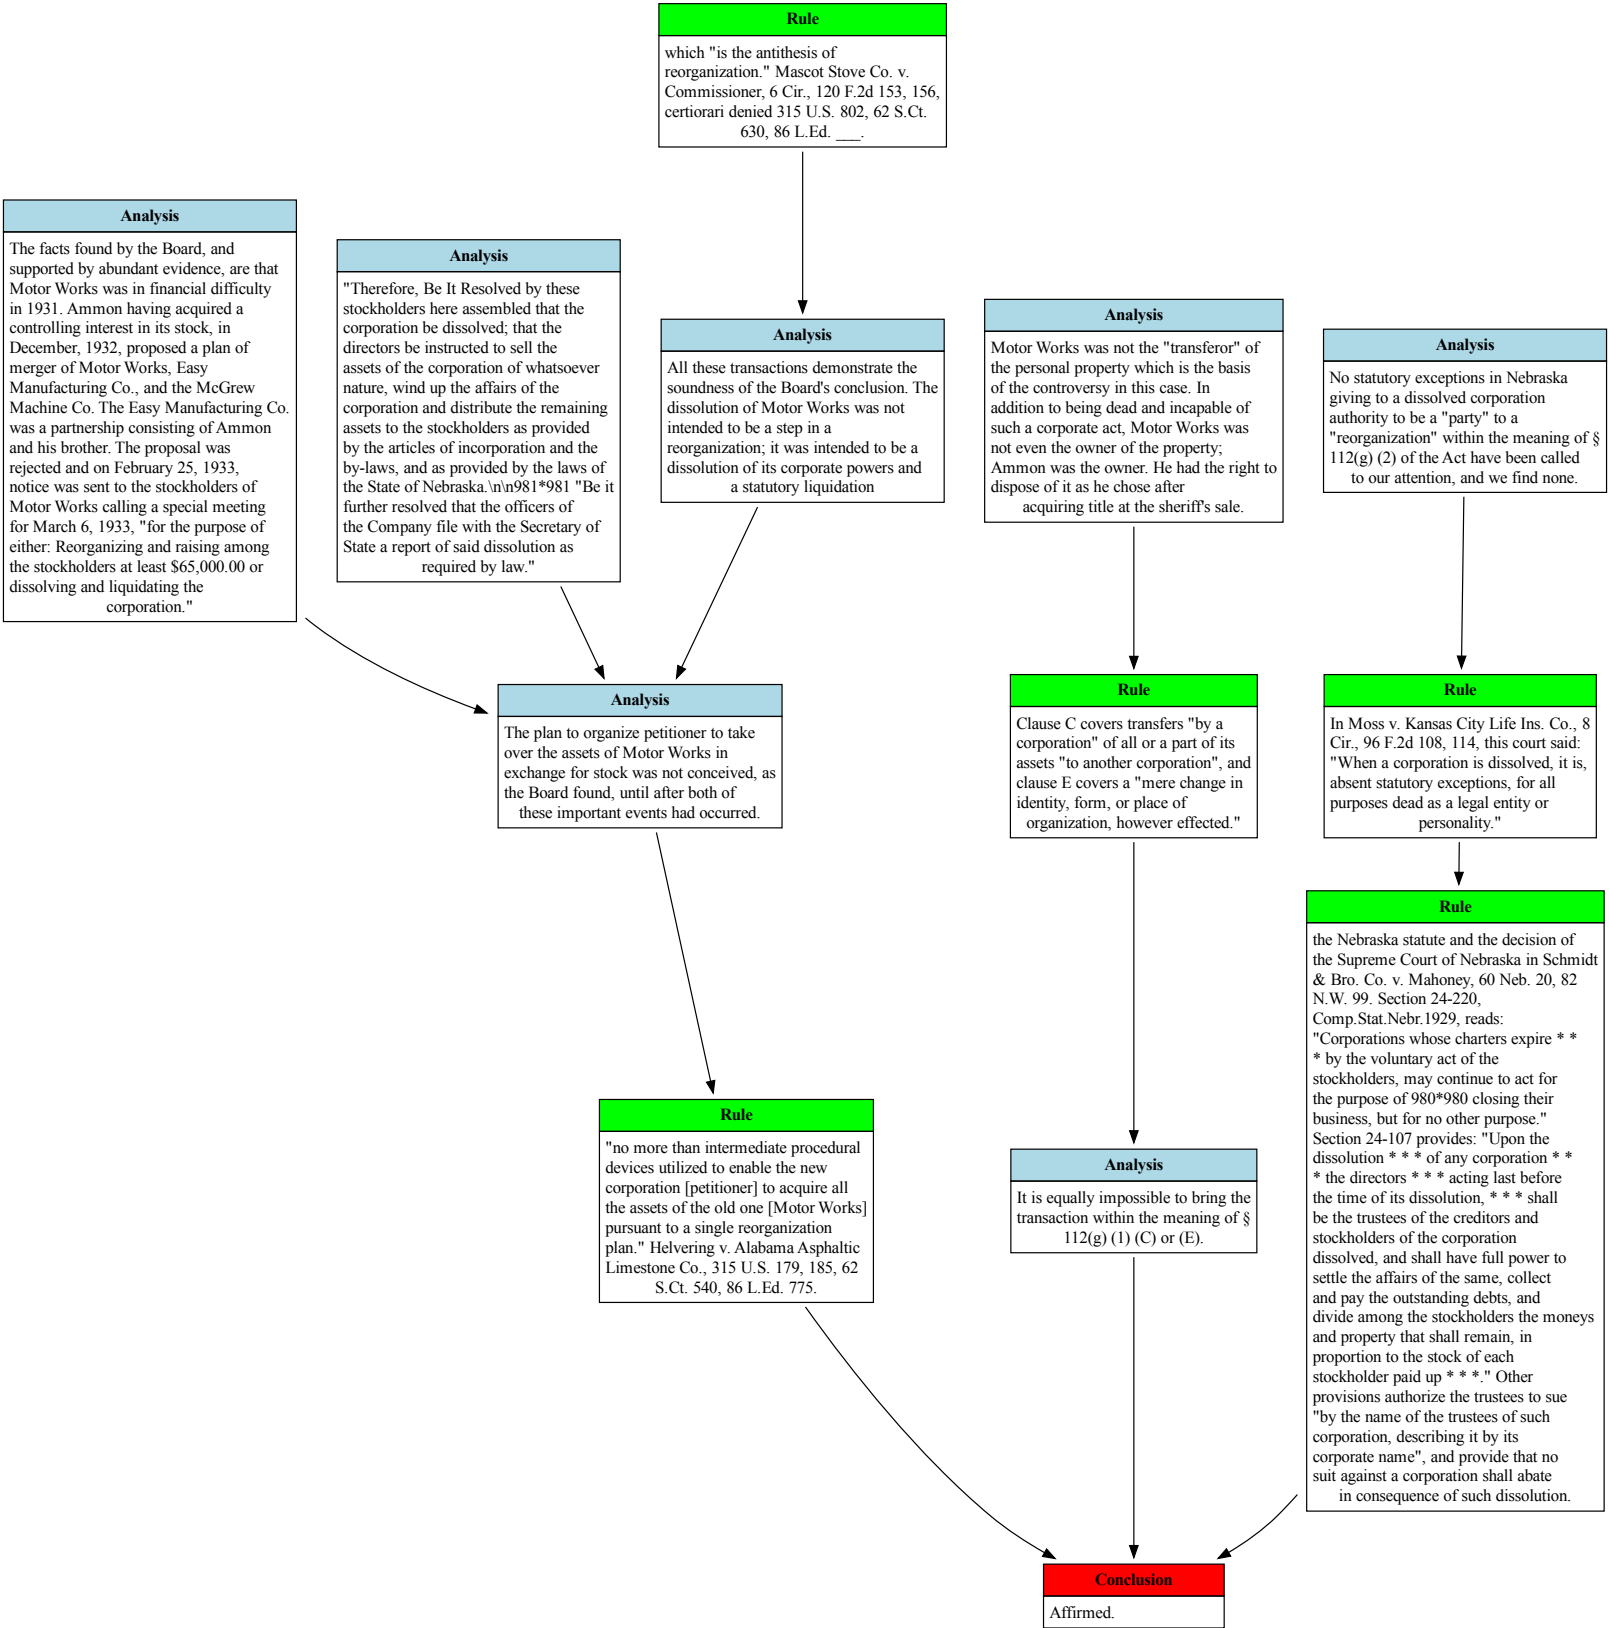 Rule
which "is the antithesis of
reorganization." Mascot Stove Co. v.
Commissioner, 6 Cir., 120 F.2d 153, 156,
certiorari denied 315 U.S. 802, 62 S.Ct.
630, 86 L.Ed. ___.
Analysis
The facts found by the Board, and
supported by abundant evidence, are that
Motor Works was in financial difficulty
in 1931. Ammon having acquired a
controlling interest in its stock, in
December, 1932, proposed a plan of
merger of Motor Works, Easy
Manufacturing Co., and the McGrew
Machine Co. The Easy Manufacturing Co.
was a partnership consisting of Ammon
and his brother. The proposal was
rejected and on February 25, 1933,
notice was sent to the stockholders of
Motor Works calling a special meeting
for March 6, 1933, "for the purpose of
either: Reorganizing and raising among
the stockholders at least $65,000.00 or
dissolving and liquidating the
corporation."
Analysis
"Therefore, Be It Resolved by these
stockholders here assembled that the
corporation be dissolved; that the
directors be instructed to sell the
assets of the corporation of whatsoever
nature, wind up the affairs of the
corporation and distribute the remaining
assets to the stockholders as provided
by the articles of incorporation and the
by-laws, and as provided by the laws of
the State of Nebraska.\n\n981*981 "Be it
further resolved that the officers of
the Company file with the Secretary of
State a report of said dissolution as
required by law."
Analysis
All these transactions demonstrate the
soundness of the Board's conclusion. The
dissolution of Motor Works was not
intended to be a step in a
reorganization; it was intended to be a
dissolution of its corporate powers and
a statutory liquidation
Analysis
Motor Works was not the "transferor" of
the personal property which is the basis
of the controversy in this case. In
addition to being dead and incapable of
such a corporate act, Motor Works was
not even the owner of the property;
Ammon was the owner. He had the right to
dispose of it as he chose after
acquiring title at the sheriff's sale.
Analysis
No statutory exceptions in Nebraska
giving to a dissolved corporation
authority to be a "party" to a
"reorganization" within the meaning of §
112(g) (2) of the Act have been called
to our attention, and we find none.
Analysis
The plan to organize petitioner to take
over the assets of Motor Works in
exchange for stock was not conceived, as
the Board found, until after both of
these important events had occurred.
Rule
Clause C covers transfers "by a
corporation" of all or a part of its
assets "to another corporation", and
clause E covers a "mere change in
identity, form, or place of
organization, however effected."
Rule
In Moss v. Kansas City Life Ins. Co., 8
Cir., 96 F.2d 108, 114, this court said:
"When a corporation is dissolved, it is,
absent statutory exceptions, for all
purposes dead as a legal entity or
personality."
Rule
the Nebraska statute and the decision of
the Supreme Court of Nebraska in Schmidt
& Bro. Co. v. Mahoney, 60 Neb. 20, 82
N.W. 99. Section 24-220,
Comp.Stat.Nebr.1929, reads:
"Corporations whose charters expire * *
* by the voluntary act of the
stockholders, may continue to act for
the purpose of 980*980 closing their
business, but for no other purpose."
Section 24-107 provides: "Upon the
dissolution * * * of any corporation * *
* the directors * * * acting last before
the time of its dissolution, * * * shall
be the trustees of the creditors and
stockholders of the corporation
dissolved, and shall have full power to
settle the affairs of the same, collect
and pay the outstanding debts, and
divide among the stockholders the moneys
and property that shall remain, in
proportion to the stock of each
stockholder paid up * * *." Other
provisions authorize the trustees to sue
"by the name of the trustees of such
corporation, describing it by its
corporate name", and provide that no
suit against a corporation shall abate
in consequence of such dissolution.
Rule
"no more than intermediate procedural
devices utilized to enable the new
corporation [petitioner] to acquire all
the assets of the old one [Motor Works]
pursuant to a single reorganization
plan." Helvering v. Alabama Asphaltic
Limestone Co., 315 U.S. 179, 185, 62
S.Ct. 540, 86 L.Ed. 775.
Analysis
It is equally impossible to bring the
transaction within the meaning of §
112(g) (1) (C) or (E).
Conclusion
Affirmed.